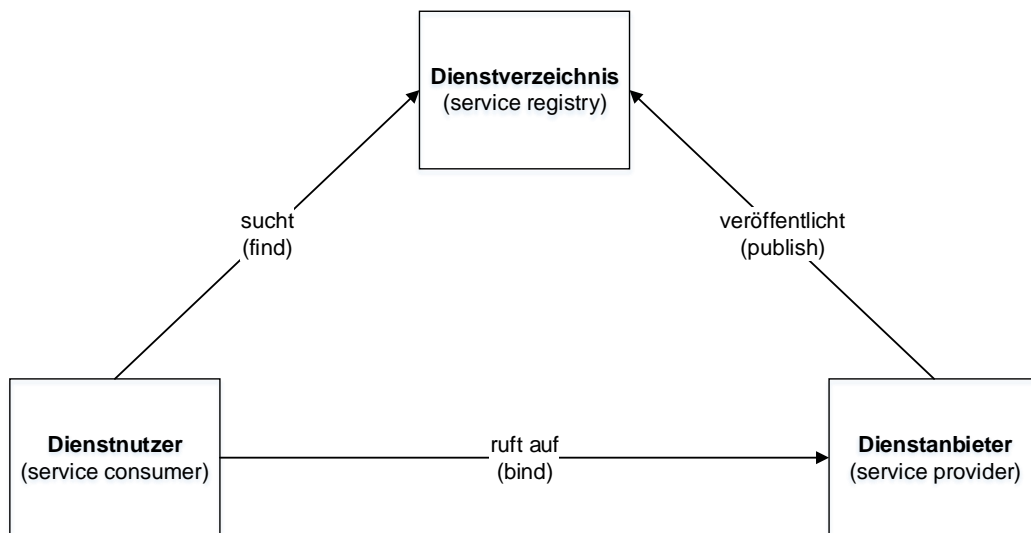 Dienstverzeichnis
(service registry)
sucht
(find)
veröffentlicht
(publish)
Dienstnutzer
(service consumer)
ruft auf
(bind)
Dienstanbieter
(service provider)